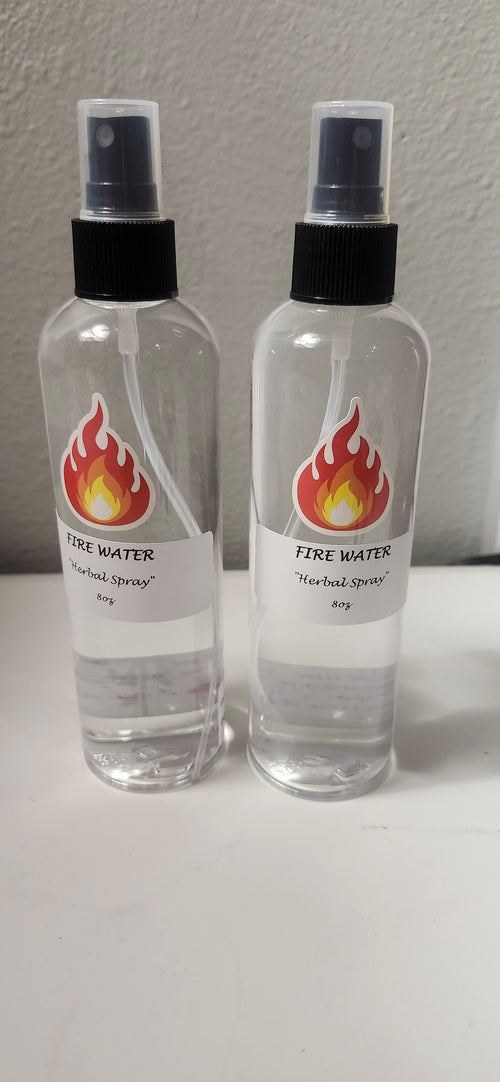 FIRE WATER
"Herbal Spray"
8oz
FIRE WATER
"Herbal Spray"
8oz